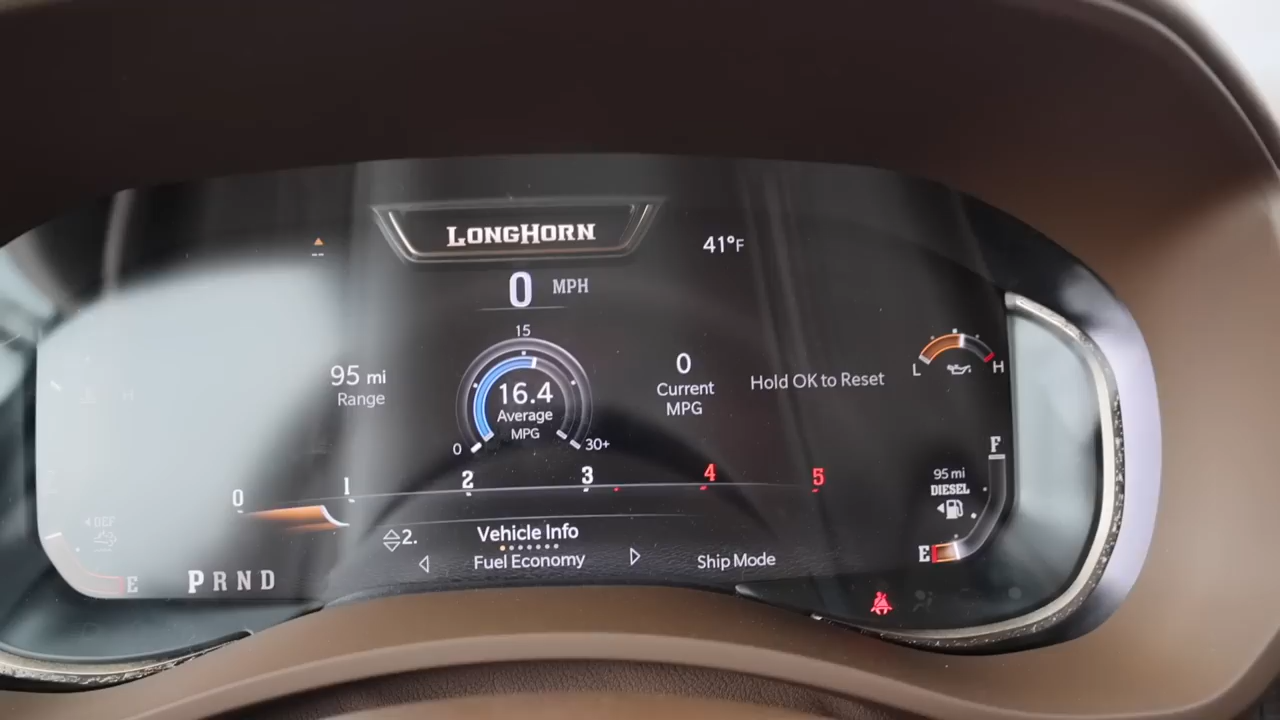 LONGHORN
41°F
0 MPH
15
95 mi
Range
16.4
Average
MPG
0
30+
0
Current
MPG
Hold OK to Reset
L
H
H
0
1
2
3
4
5
F
95 mi
DIESEL
E
DEF
E
2.
Vehicle Info
Fuel Economy
Ship Mode
P R N D